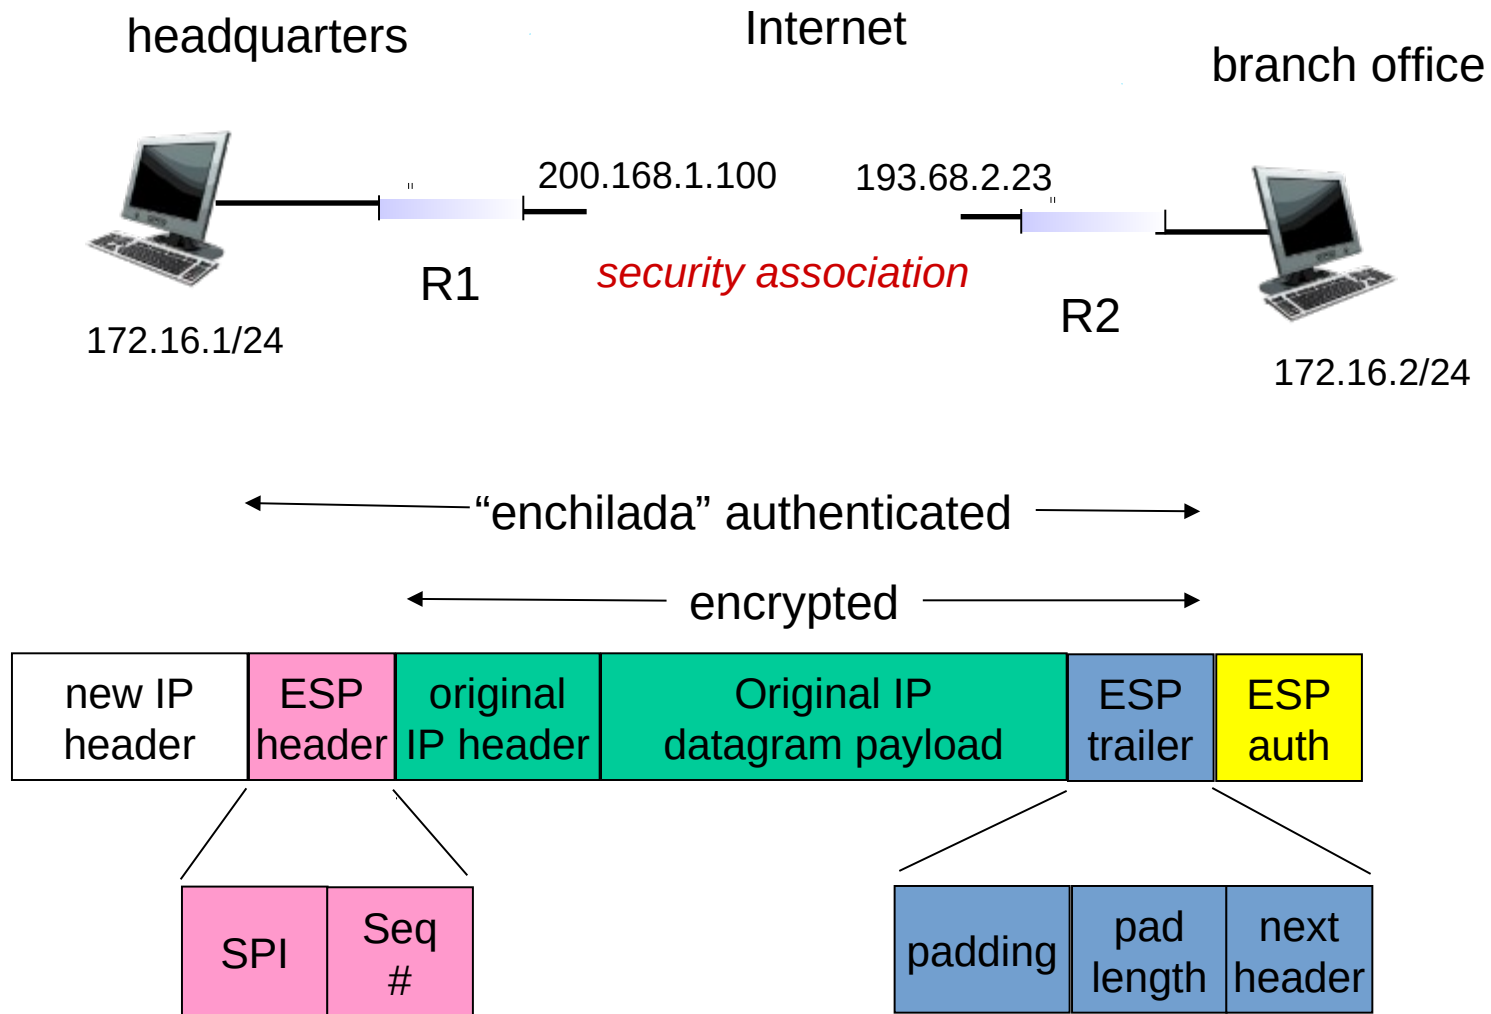 headquarters
Internet
branch office
200.168.1.100
193.68.2.23
R1
security association
R2
172.16.1/24
172.16.2/24
“enchilada” authenticated
encrypted
new IP
header
ESP
header
original
IP header
Original IP
datagram payload
ESP
trailer
ESP
auth
SPI
Seq
#
padding
pad
length
next
header